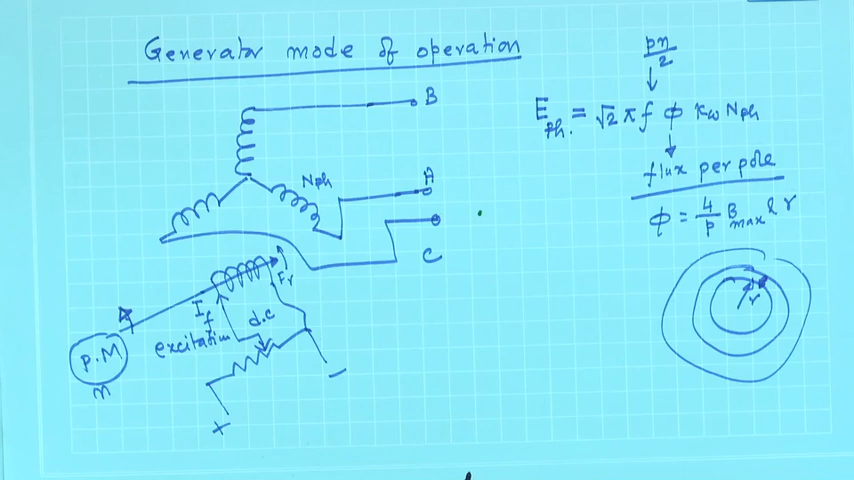 Generator mode of operation
B
Nph
A
C
Fr
If
d.c
excitation
P.M
n
+
−
pn/2
Eph. = √2 π f ϕ Kw Nph
flux per pole
ϕ = 4/P Bmax l r
r